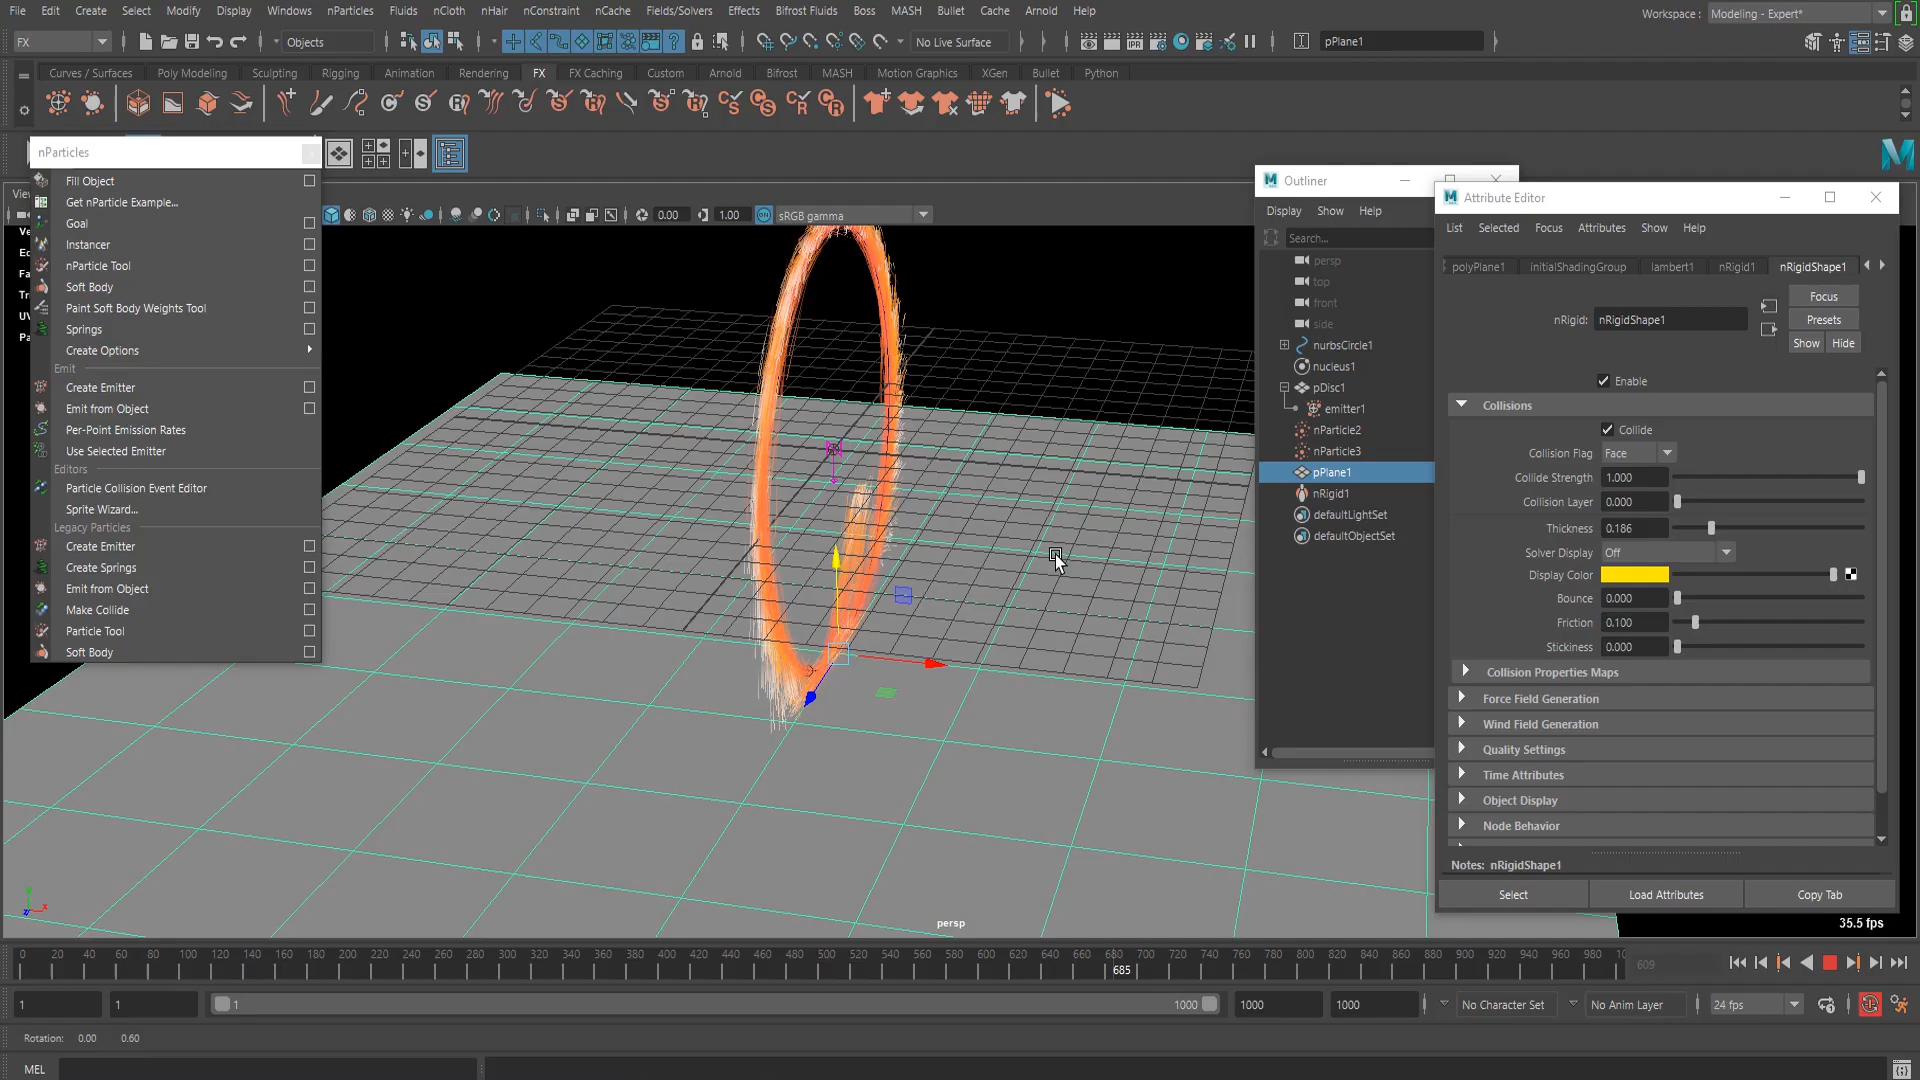 File Edit Create Select Modify Display Windows nParticles Fluids nCloth nHair nConstraint nCache Fields/Solvers Effects Bifrost Fluids Boss MASH Bullet Cache Arnold Help
Workspace : Modeling - Expert*
FX Objects No Live Surface IPR pPlane1
Curves / Surfaces Poly Modeling Sculpting Rigging Animation Rendering FX FX Caching Custom Arnold Bifrost MASH Motion Graphics XGen Bullet Python
nParticles
Fill Object
Get nParticle Example...
Goal
Instancer
nParticle Tool
Soft Body
Paint Soft Body Weights Tool
Springs
Create Options
Emit
Create Emitter
Emit from Object
Per-Point Emission Rates
Use Selected Emitter
Editors
Particle Collision Event Editor
Sprite Wizard...
Legacy Particles
Create Emitter
Create Springs
Emit from Object
Make Collide
Particle Tool
Soft Body
0.00 1.00 ON sRGB gamma
persp
Outliner
Display Show Help
Search...
persp
top
front
side
nurbsCircle1
nucleus1
pDisc1
emitter1
nParticle2
nParticle3
pPlane1
nRigid1
defaultLightSet
defaultObjectSet
Attribute Editor
List Selected Focus Attributes Show Help
polyPlane1 initialShadingGroup lambert1 nRigid1 nRigidShape1
nRigid: nRigidShape1
Focus
Presets
Show Hide
Enable
Collisions
Collide
Collision Flag Face
Collide Strength 1.000
Collision Layer 0.000
Thickness 0.186
Solver Display Off
Display Color
Bounce 0.000
Friction 0.100
Stickiness 0.000
Collision Properties Maps
Force Field Generation
Wind Field Generation
Quality Settings
Time Attributes
Object Display
Node Behavior
Notes: nRigidShape1
Select Load Attributes Copy Tab
35.5 fps
0 20 40 60 80 100 120 140 160 180 200 220 240 260 280 300 320 340 360 380 400 420 440 460 480 500 520 540 560 580 600 620 640 660 680 700 720 740 760 780 800 820 840 860 880 900 920 940 960 980
685
609
1 1 1 1000 1000 1000 No Character Set No Anim Layer 24 fps
Rotation: 0.00 0.60
MEL